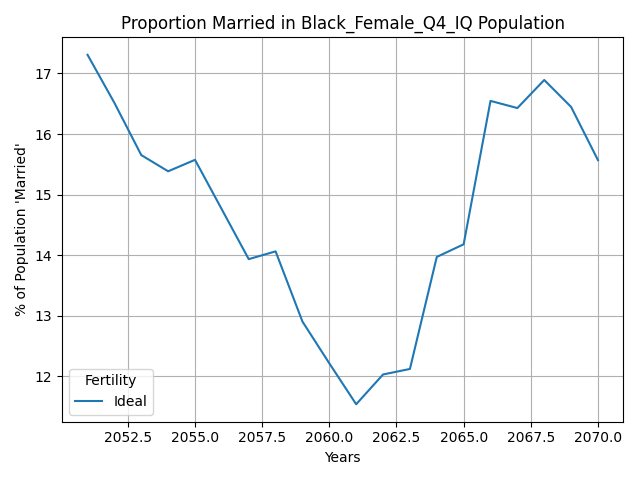 Proportion Married in Black_Female_Q4_IQ Population
% of Population 'Married'
17
16
15
14
13
12
Fertility
Ideal
2052.5 2055.0 2057.5 2060.0 2062.5 2065.0 2067.5 2070.0
Years